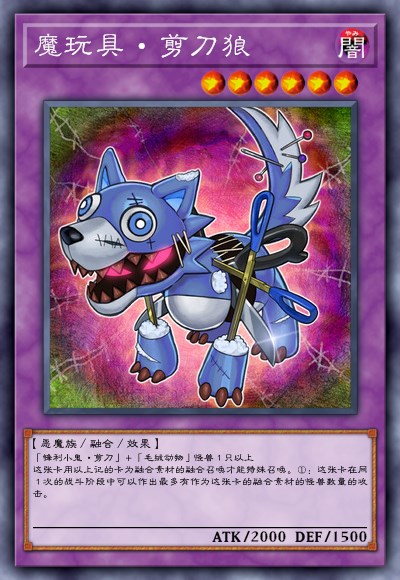 魔玩具・剪刀狼
やみ
闇
【恶魔族／融合／效果】
「锋利小鬼・剪刀」+「毛绒动物」怪兽1只以上
这张卡用以上记的卡为融合素材的融合召唤才能特殊召唤。①：这张卡在同
1次的战斗阶段中可以作出最多有作为这张卡的融合素材的怪兽数量的攻
击。
ATK/2000 DEF/1500